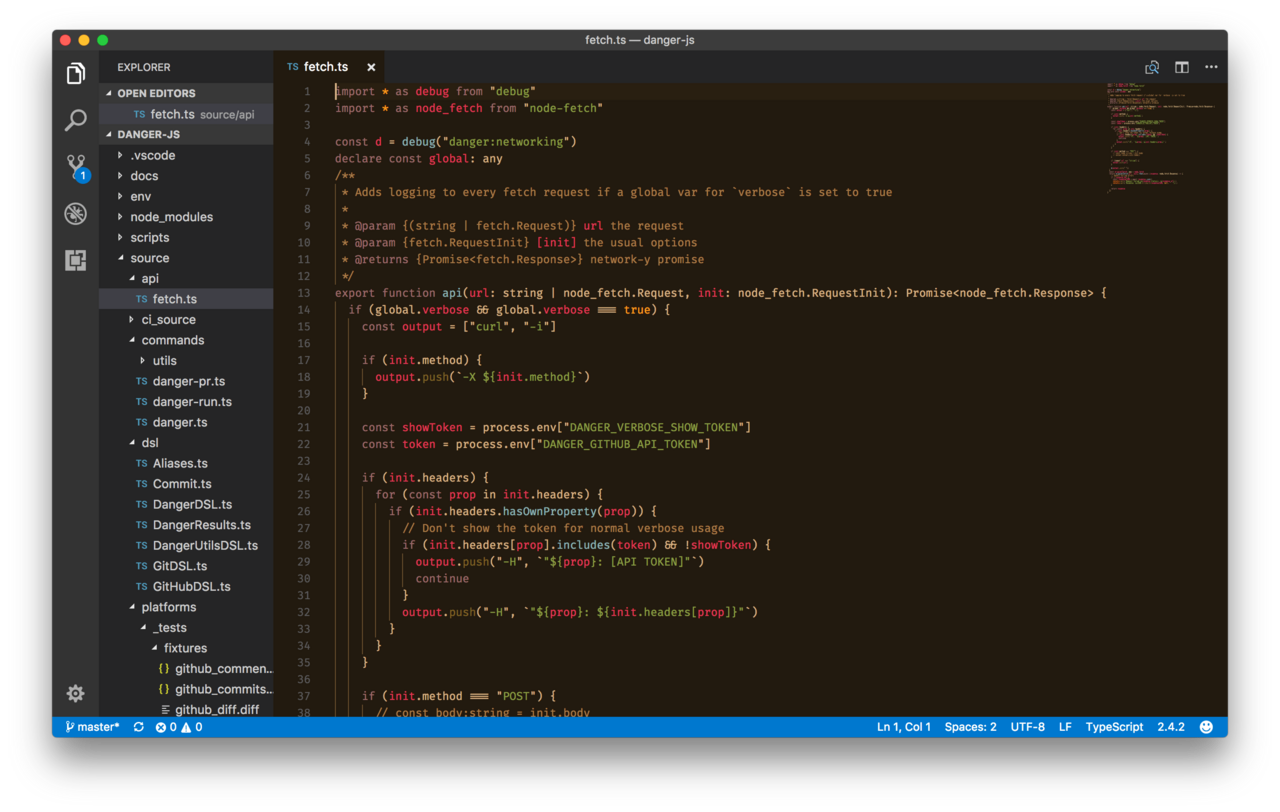 fetch.ts — danger-js
EXPLORER
OPEN EDITORS
TS fetch.ts source/api
DANGER-JS
.vscode
docs
env
node_modules
scripts
source
api
TS fetch.ts
ci_source
commands
utils
TS danger-pr.ts
TS danger-run.ts
TS danger.ts
dsl
TS Aliases.ts
TS Commit.ts
TS DangerDSL.ts
TS DangerResults.ts
TS DangerUtilsDSL.ts
TS GitDSL.ts
TS GitHubDSL.ts
platforms
_tests
fixtures
{} github_commen...
{} github_commits...
github_diff.diff
1
TS fetch.ts ×
1 import * as debug from "debug"
2 import * as node_fetch from "node-fetch"
3
4 const d = debug("danger:networking")
5 declare const global: any
6 /**
7  * Adds logging to every fetch request if a global var for `verbose` is set to true
8  *
9  * @param {(string | fetch.Request)} url the request
10  * @param {fetch.RequestInit} [init] the usual options
11  * @returns {Promise<fetch.Response>} network-y promise
12  */
13 export function api(url: string | node_fetch.Request, init: node_fetch.RequestInit): Promise<node_fetch.Response> {
14   if (global.verbose && global.verbose === true) {
15     const output = ["curl", "-i"]
16
17     if (init.method) {
18       output.push(`-X ${init.method}`)
19     }
20
21     const showToken = process.env["DANGER_VERBOSE_SHOW_TOKEN"]
22     const token = process.env["DANGER_GITHUB_API_TOKEN"]
23
24     if (init.headers) {
25       for (const prop in init.headers) {
26         if (init.headers.hasOwnProperty(prop)) {
27           // Don't show the token for normal verbose usage
28           if (init.headers[prop].includes(token) && !showToken) {
29             output.push("-H", `"${prop}: [API TOKEN]"`)
30             continue
31           }
32           output.push("-H", `"${prop}: ${init.headers[prop]}"`)
33         }
34       }
35     }
36
37     if (init.method === "POST") {
38       // const body:string = init.body
master* 0 0
Ln 1, Col 1 Spaces: 2 UTF-8 LF TypeScript 2.4.2